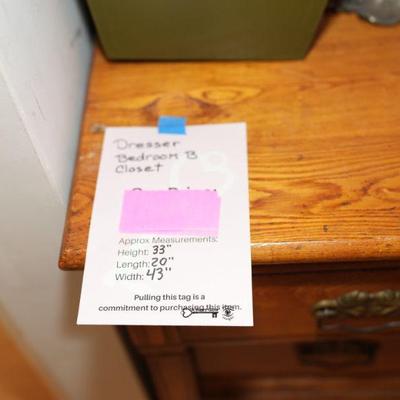 Dresser
Bedroom B
Closet
Approx Measurements:
Height: 33"
Length: 20"
Width: 43"
Pulling this tag is a
commitment to purchasing this item.